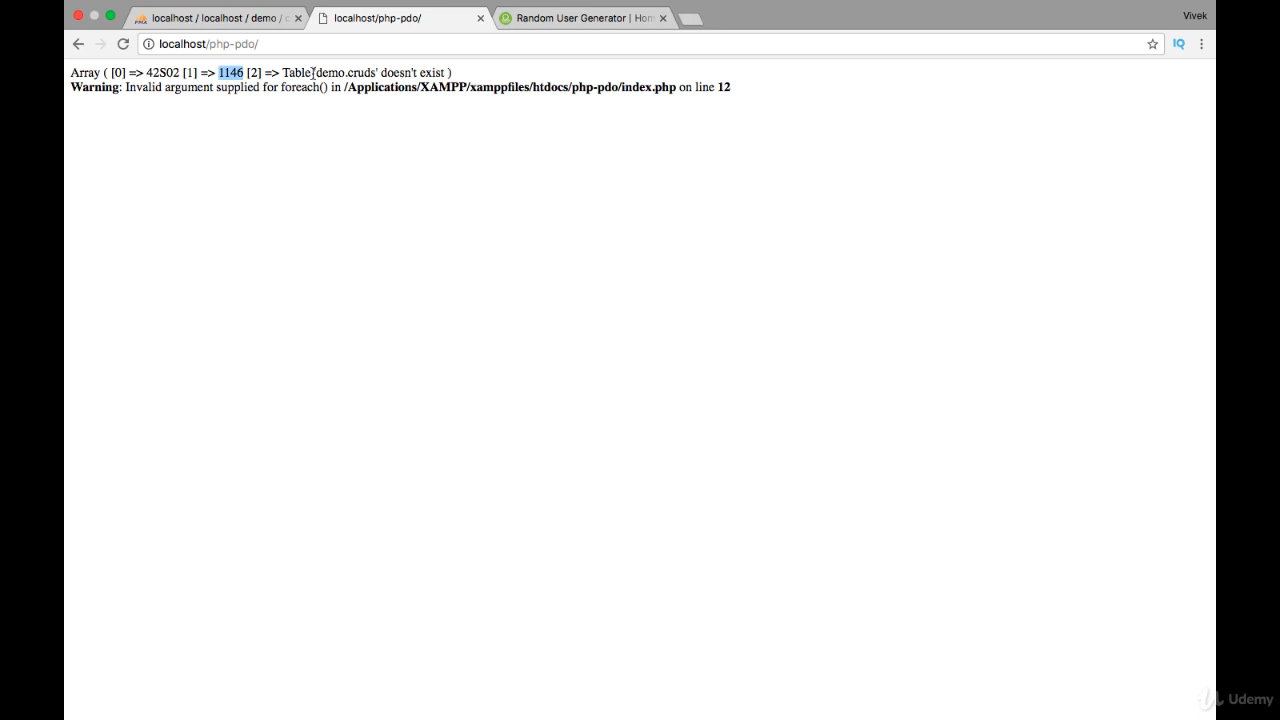 localhost / localhost / demo / c
localhost/php-pdo/
Random User Generator | Hom
Vivek
localhost/php-pdo/
IQ
Array ( [0] => 42S02 [1] => 1146 [2] => Table 'demo.cruds' doesn't exist )
Warning: Invalid argument supplied for foreach() in /Applications/XAMPP/xamppfiles/htdocs/php-pdo/index.php on line 12
Udemy